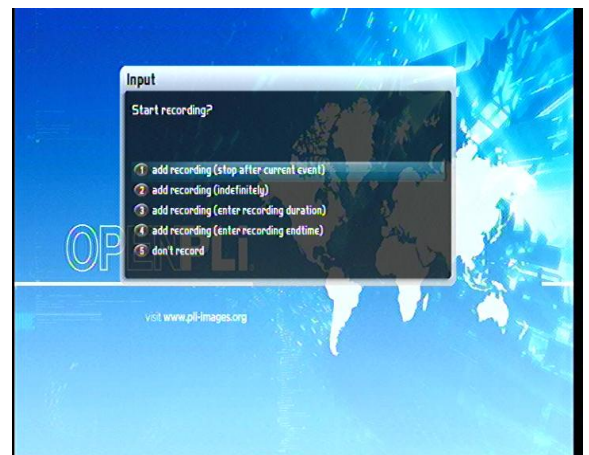 Input
Start recording?
1 add recording (stop after current event)
2 add recording (indefinitely)
3 add recording (enter recording duration)
4 add recording (enter recording endtime)
5 don't record
OPENPLI
visit www.pli-images.org